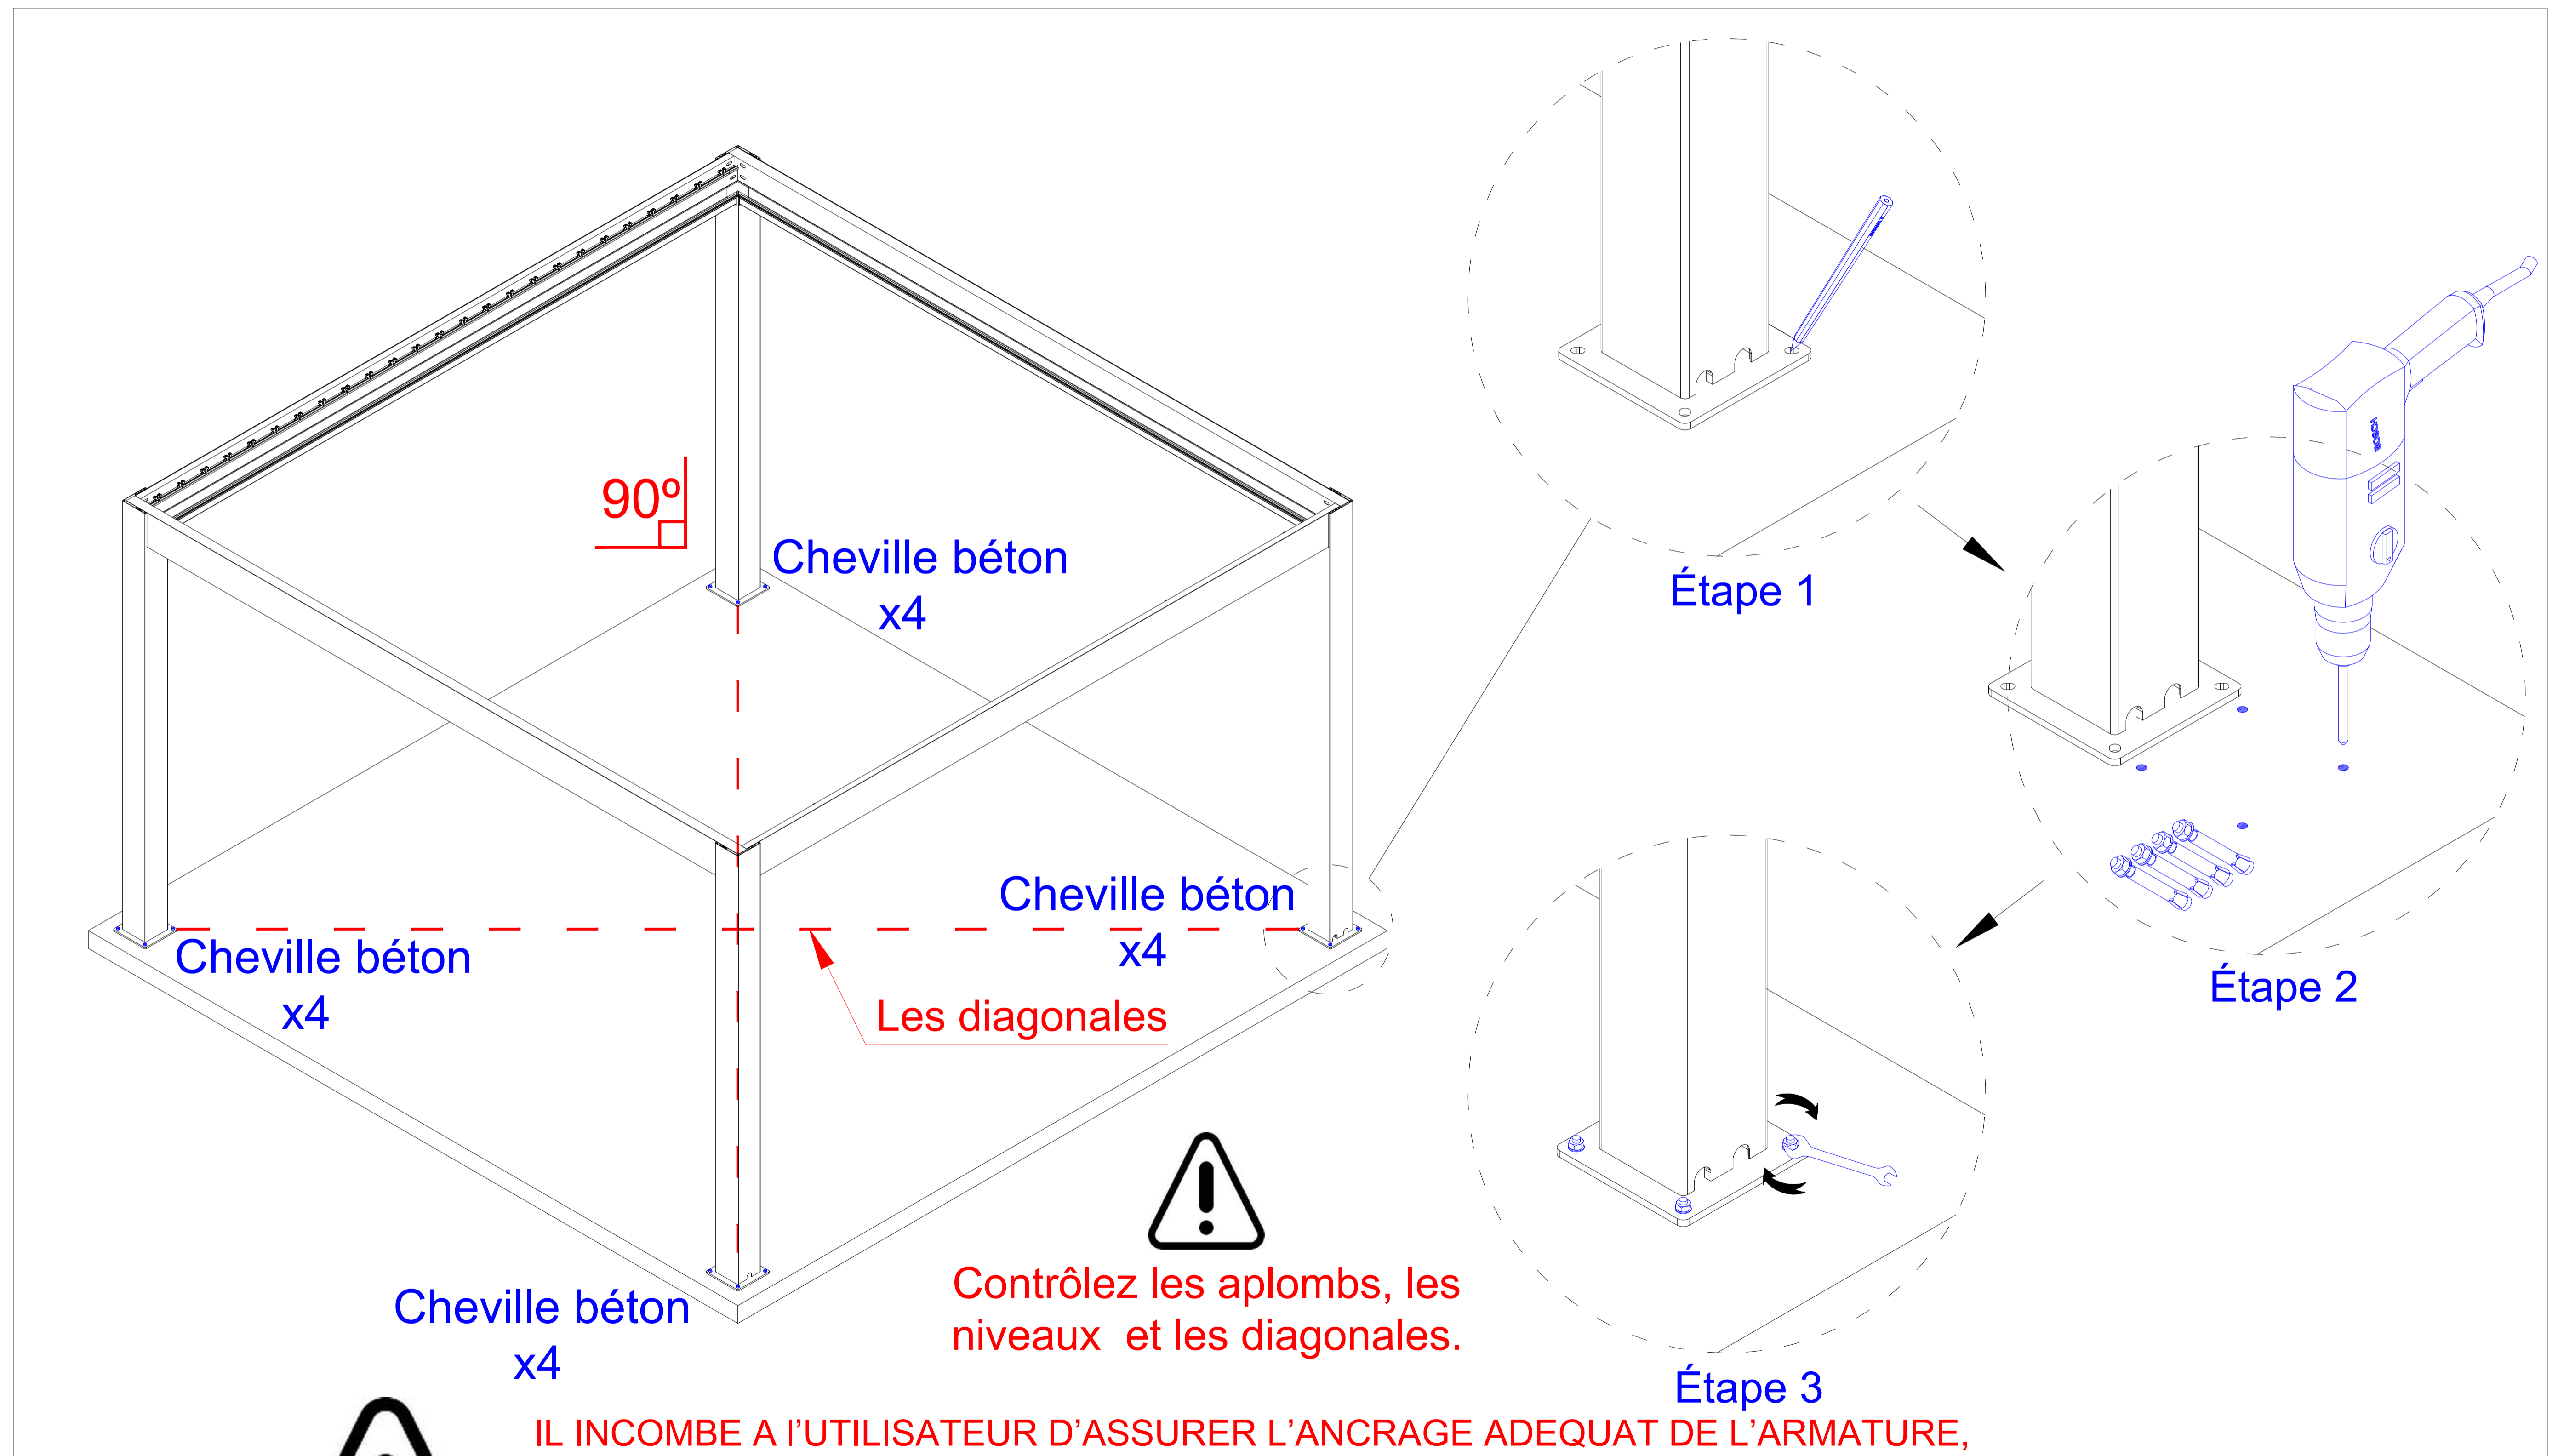 90º
Cheville béton
x4
Étape 1
BOSCH
Cheville béton
x4
Cheville béton
x4
Les diagonales
Étape 2
Contrôlez les aplombs, les
niveaux et les diagonales.
Cheville béton
x4
Étape 3
IL INCOMBE A l'UTILISATEUR D'ASSURER L'ANCRAGE ADEQUAT DE L'ARMATURE,